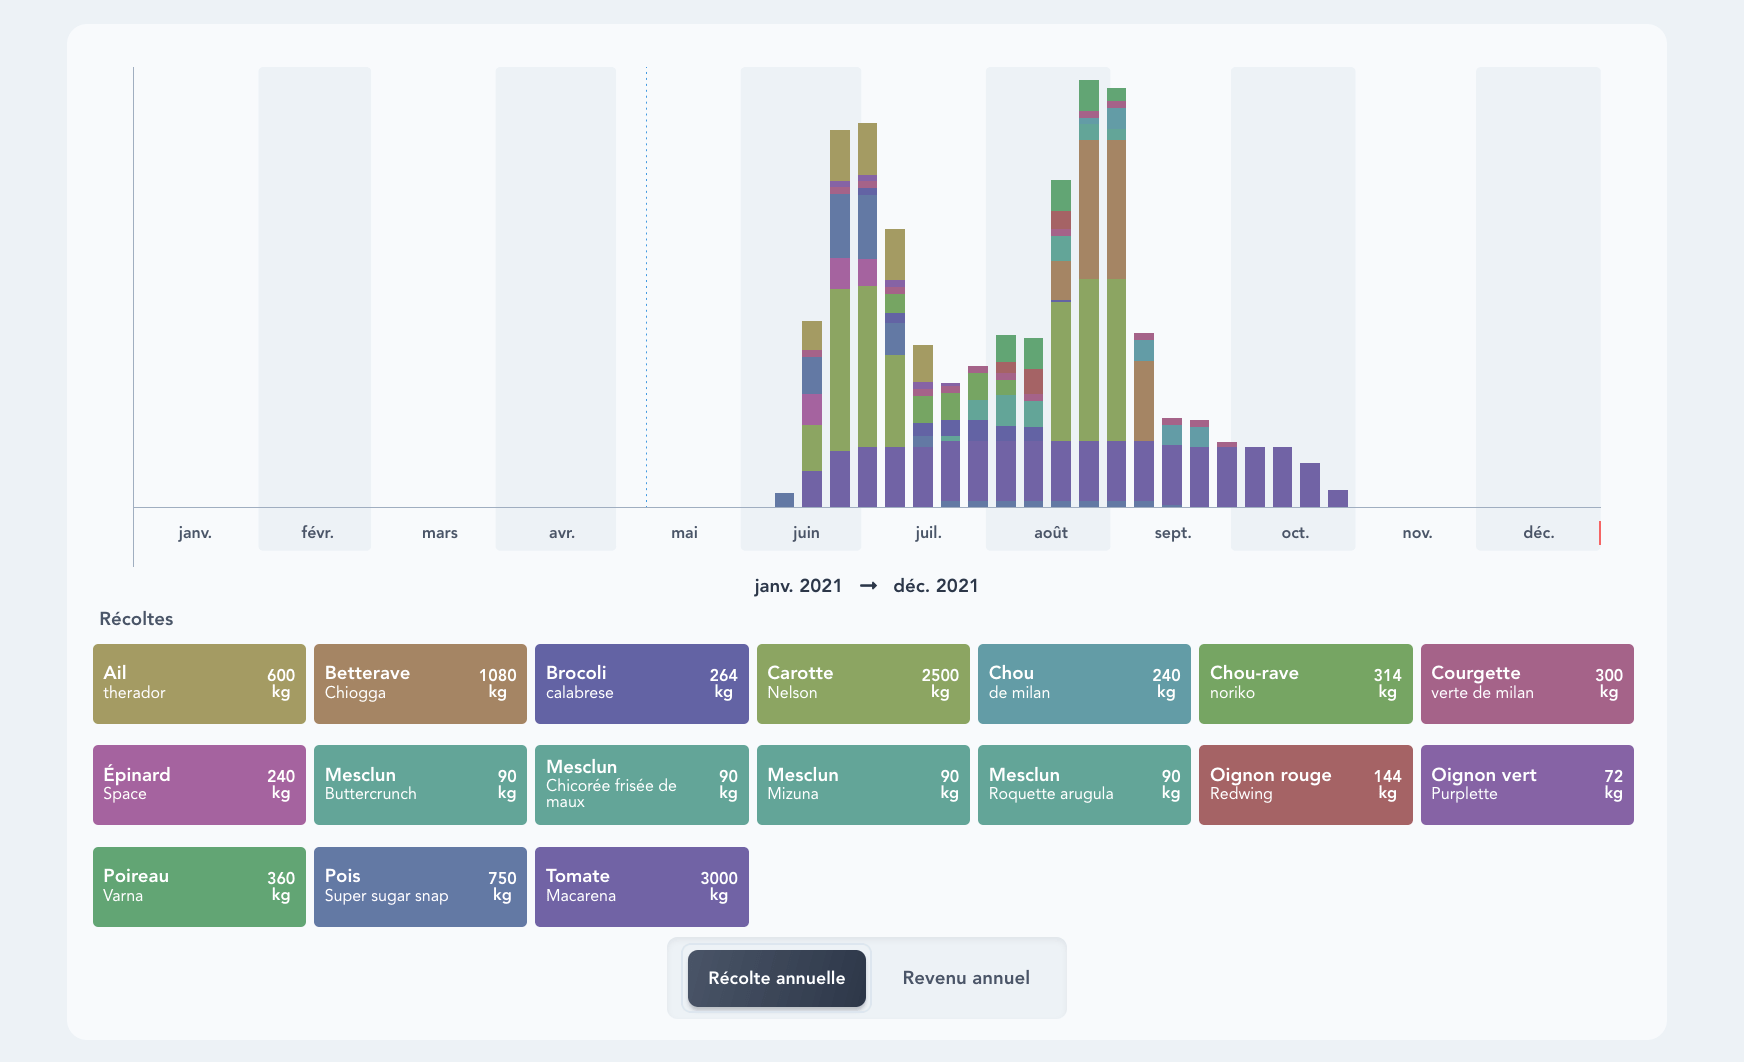 janv. févr. mars avr. mai juin juil. août sept. oct. nov. déc.
janv. 2021 → déc. 2021
Récoltes
Ail
therador
600
kg
Betterave
Chiogga
1080
kg
Brocoli
calabrese
264
kg
Carotte
Nelson
2500
kg
Chou
de milan
240
kg
Chou-rave
noriko
314
kg
Courgette
verte de milan
300
kg
Épinard
Space
240
kg
Mesclun
Buttercrunch
90
kg
Mesclun
Chicorée frisée de
maux
90
kg
Mesclun
Mizuna
90
kg
Mesclun
Roquette arugula
90
kg
Oignon rouge
Redwing
144
kg
Oignon vert
Purplette
72
kg
Poireau
Varna
360
kg
Pois
Super sugar snap
750
kg
Tomate
Macarena
3000
kg
Récolte annuelle
Revenu annuel